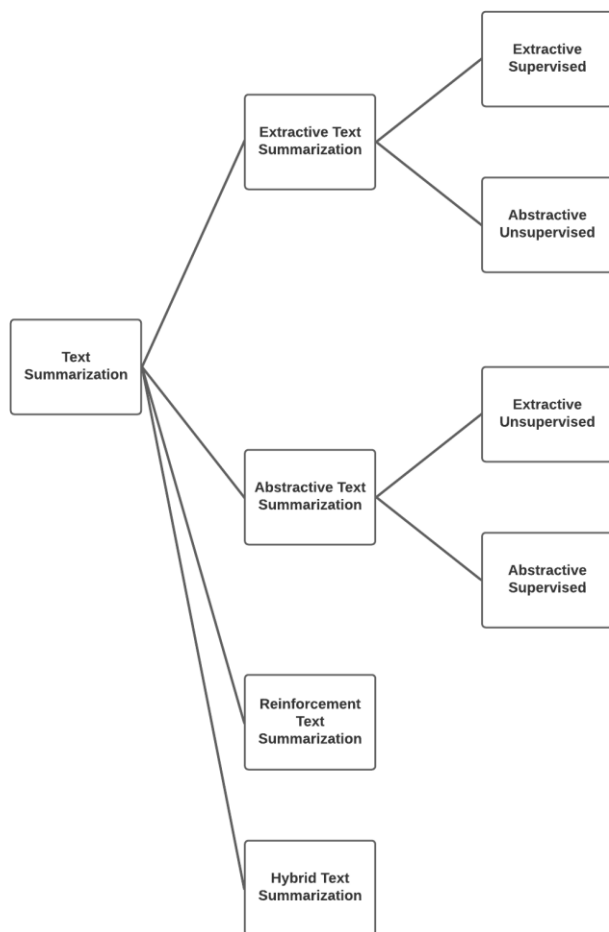 Extractive
Supervised
Extractive Text
Summarization
Abstractive
Unsupervised
Text
Summarization
Extractive
Unsupervised
Abstractive Text
Summarization
Abstractive
Supervised
Reinforcement
Text
Summarization
Hybrid Text
Summarization